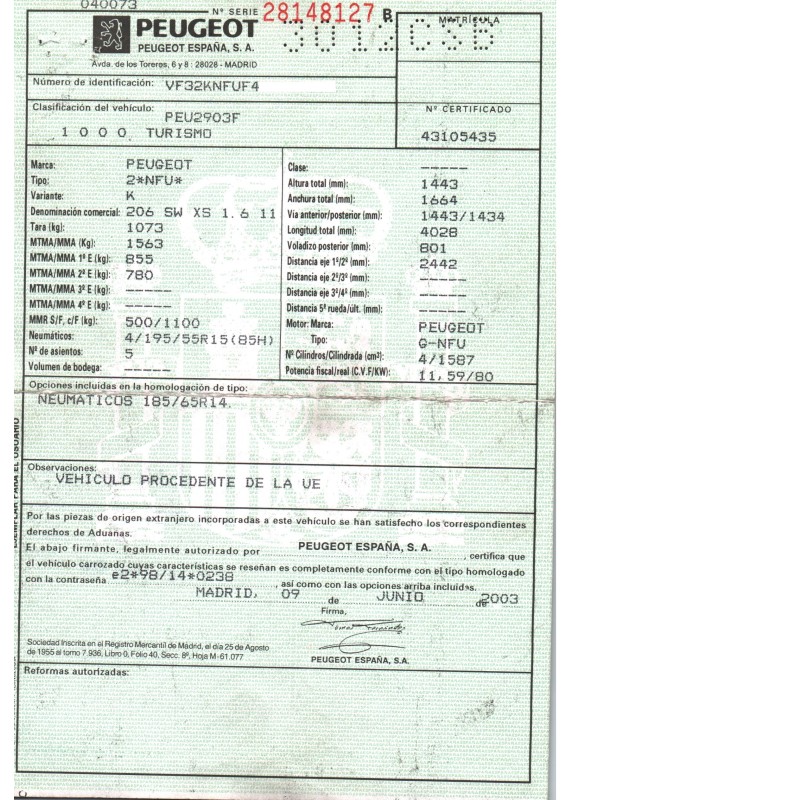 040073
Nº SERIE 28148127 B
MATRÍCULA
PEUGEOT
3012CSB
PEUGEOT ESPAÑA, S. A.
Avda. de los Toreros, 6 y 8 : 28028 - MADRID
Número de identificación: VF32KNFUF4
Clasificación del vehículo:
PEU2903F
1000 TURISMO
Nº CERTIFICADO
43105435
Marca: PEUGEOT
Tipo: 2*NFU*
Variante: K
Denominación comercial: 206 SW XS 1.6 11
Tara (kg): 1073
MTMA/MMA (Kg): 1563
MTMA/MMA 1º E (kg): 855
MTMA/MMA 2º E (kg): 780
MTMA/MMA 3º E (kg): -----
MTMA/MMA 4º E (kg): -----
MMR S/F, c/F (kg): 500/1100
Neumáticos: 4/195/55R15(85H)
Nº de asientos: 5
Volumen de bodega: -----
Clase: -----
Altura total (mm): 1443
Anchura total (mm): 1664
Vía anterior/posterior (mm): 1443/1434
Longitud total (mm): 4028
Voladizo posterior (mm): 801
Distancia eje 1º/2º (mm): 2442
Distancia eje 2º/3º (mm): -----
Distancia eje 3º/4º (mm): -----
Distancia 5ª rueda/últ. (mm): -----
Motor: Marca: PEUGEOT
Tipo: G-NFU
Nº Cilindros/Cilindrada (cm³): 4/1587
Potencia fiscal/real (C.V.F/KW): 11,59/80
Opciones incluidas en la homologación de tipo:
NEUMATICOS 185/65R14.
Observaciones:
VEHICULO PROCEDENTE DE LA UE
EJEMPLAR PARA EL USUARIO
Por las piezas de origen extranjero incorporadas a este vehículo se han satisfecho los correspondientes
derechos de Aduanas.
El abajo firmante, legalmente autorizado por PEUGEOT ESPAÑA, S. A. , certifica que
el vehículo carrozado cuyas características se reseñan es completamente conforme con el tipo homologado
con la contraseña e2*98/14*0238 , así como con las opciones arriba incluidas.
MADRID, 09 de JUNIO de 2003
Firma,
Sociedad Inscrita en el Registro Mercantil de Madrid, el día 25 de Agosto
de 1955 al tomo 7.936, Libro 0, Folio 40, Secc. 8ª, Hoja M-61.077
PEUGEOT ESPAÑA, S.A.
Reformas autorizadas: